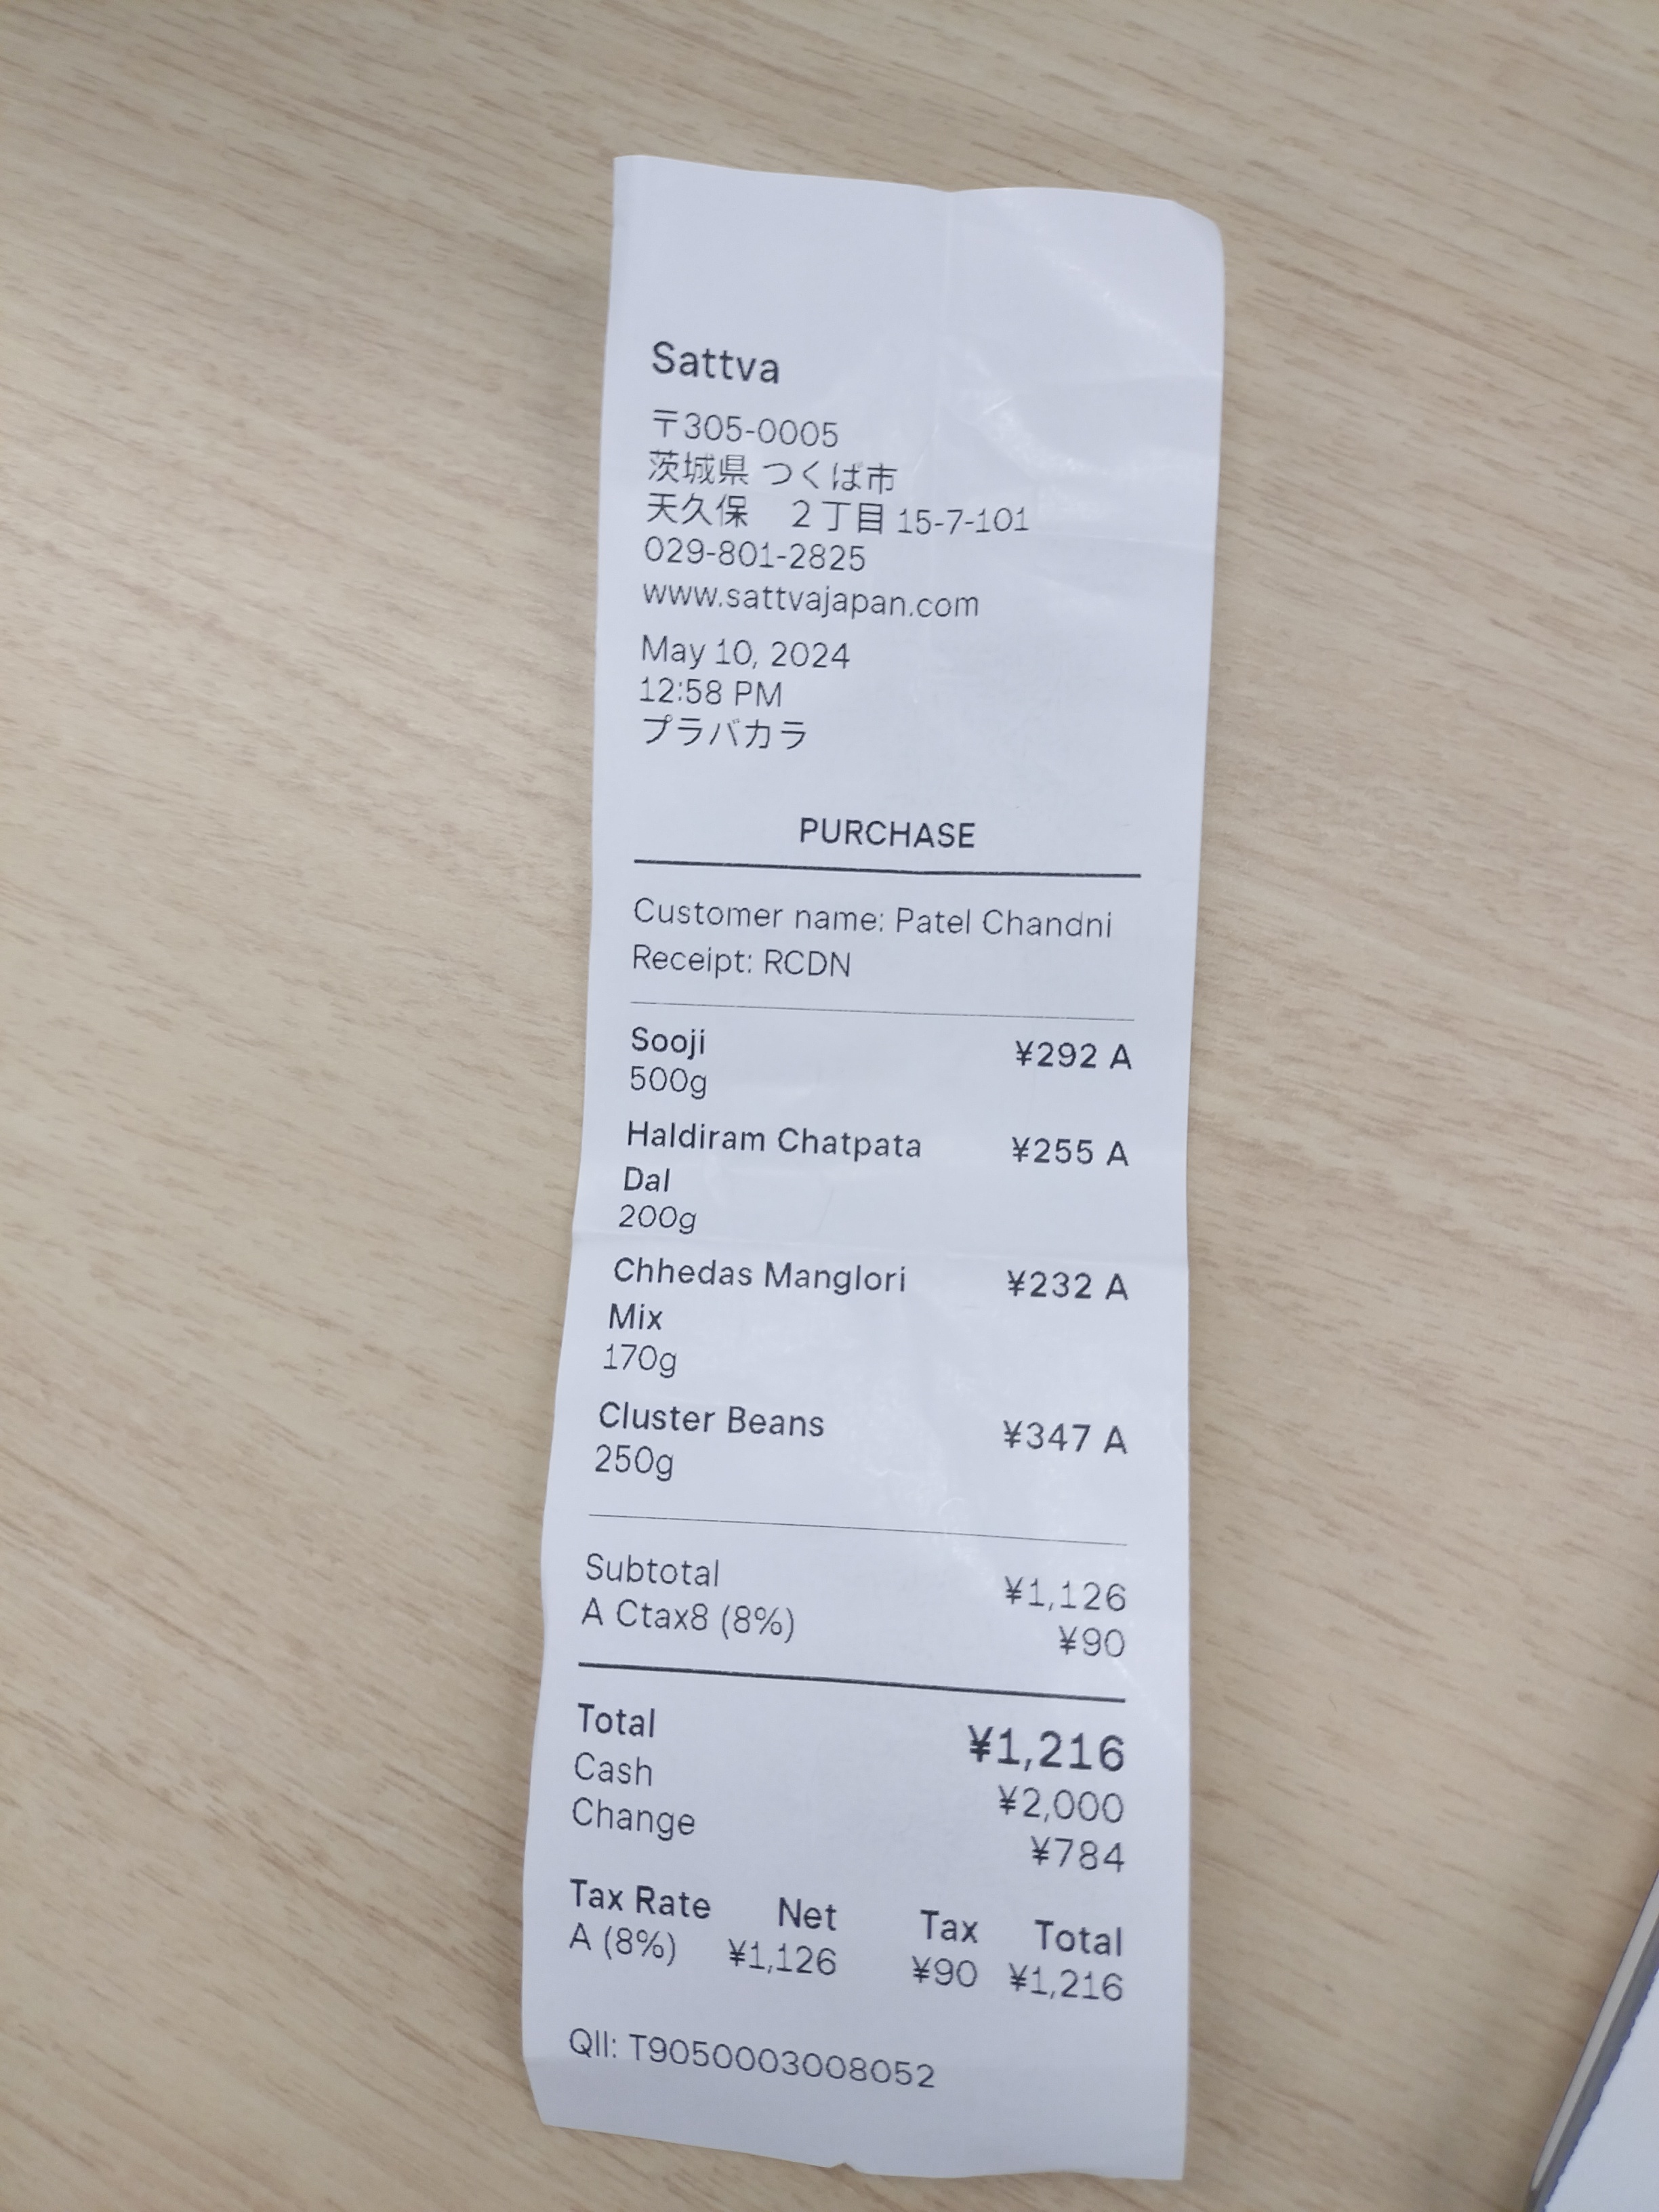 Sattva
〒305-0005
茨城県 つくば市
天久保　２丁目 15-7-101
029-801-2825
www.sattvajapan.com
May 10, 2024
12:58 PM
プラバカラ
PURCHASE
Customer name: Patel Chandni
Receipt: RCDN
Sooji ¥292 A
500g
Haldiram Chatpata ¥255 A
Dal
200g
Chhedas Manglori ¥232 A
Mix
170g
Cluster Beans ¥347 A
250g
Subtotal ¥1,126
A Ctax8 (8%) ¥90
Total ¥1,216
Cash ¥2,000
Change ¥784
Tax Rate Net Tax Total
A (8%) ¥1,126 ¥90 ¥1,216
QII: T9050003008052